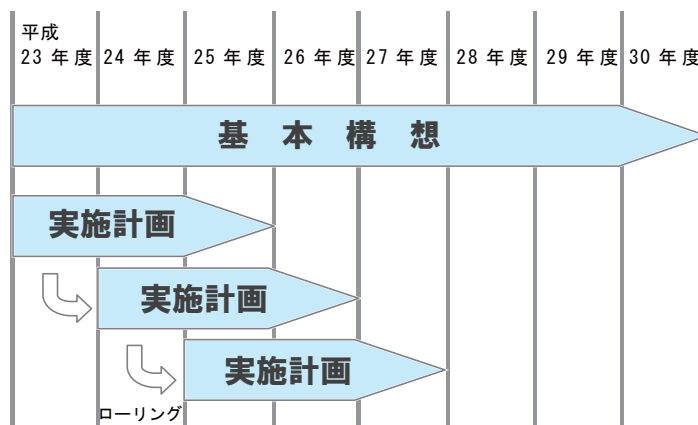 平成
23 年度 24 年度 25 年度 26 年度 27 年度 28 年度 29 年度 30 年度
基 本 構 想
実施計画
実施計画
実施計画
ローリング